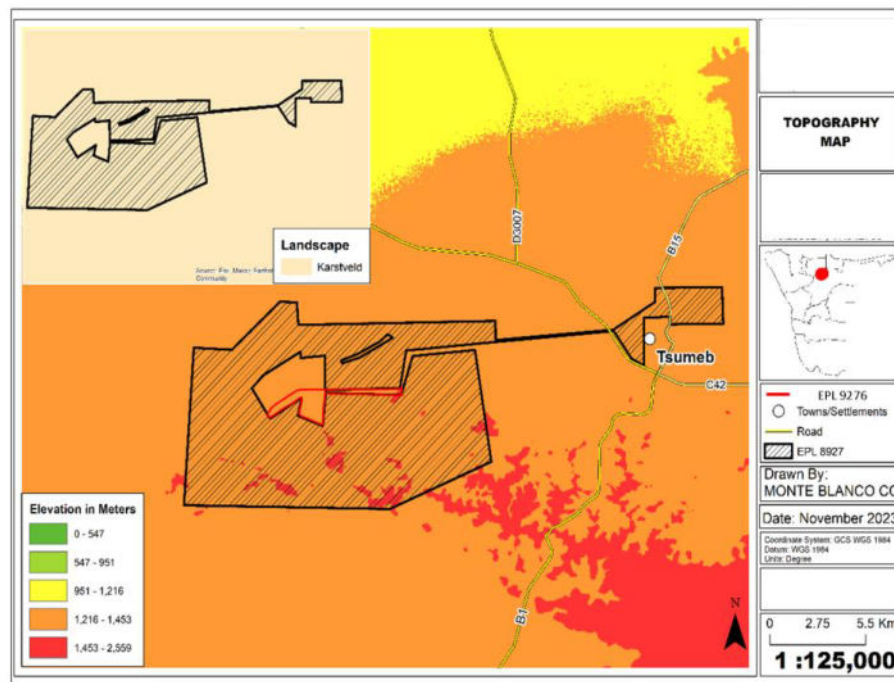 TOPOGRAPHY
MAP
Landscape
Karstveld
Community
D3007
B15
Tsumeb
C42
B1
N
Elevation in Meters
0 - 547
547 - 951
951 - 1,216
1,216 - 1,453
1,453 - 2,559
EPL 9276
Towns/Settlements
Road
EPL 8927
Drawn By:
MONTE BLANCO CC
Date: November 2023
Coordinate System: GCS WGS 1984
Datum: WGS 1984
Units: Degree
0 2.75 5.5 Km
1 :125,000